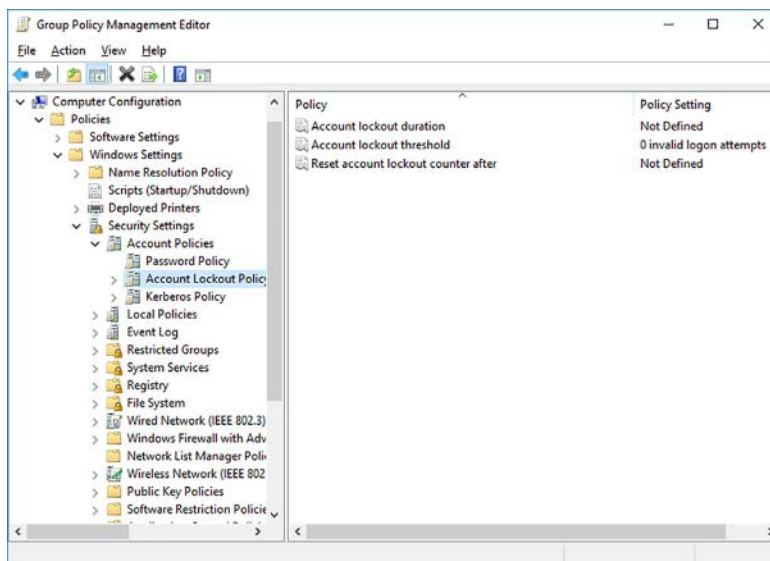 Group Policy Management Editor
File Action View Help
Computer Configuration
Policies
Software Settings
Windows Settings
Name Resolution Policy
Scripts (Startup/Shutdown)
Deployed Printers
Security Settings
Account Policies
Password Policy
Account Lockout Polic
Kerberos Policy
Local Policies
Event Log
Restricted Groups
System Services
Registry
File System
Wired Network (IEEE 802.3)
Windows Firewall with Adv
Network List Manager Poli
Wireless Network (IEEE 802
Public Key Policies
Software Restriction Policie
Policy Policy Setting
Account lockout duration Not Defined
Account lockout threshold 0 invalid logon attempts
Reset account lockout counter after Not Defined